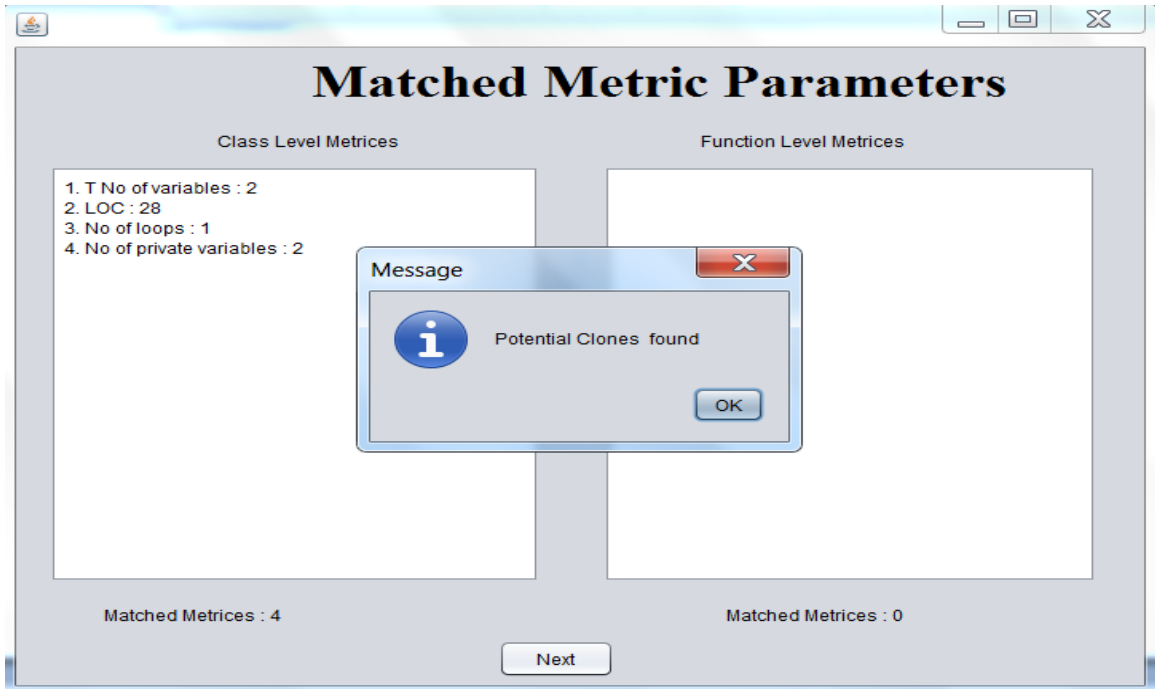 Matched Metric Parameters
Class Level Metrices
Function Level Metrices
1. T No of variables : 2
2. LOC : 28
3. No of loops : 1
4. No of private variables : 2
Message
Potential Clones found
OK
Matched Metrices : 4
Matched Metrices : 0
Next